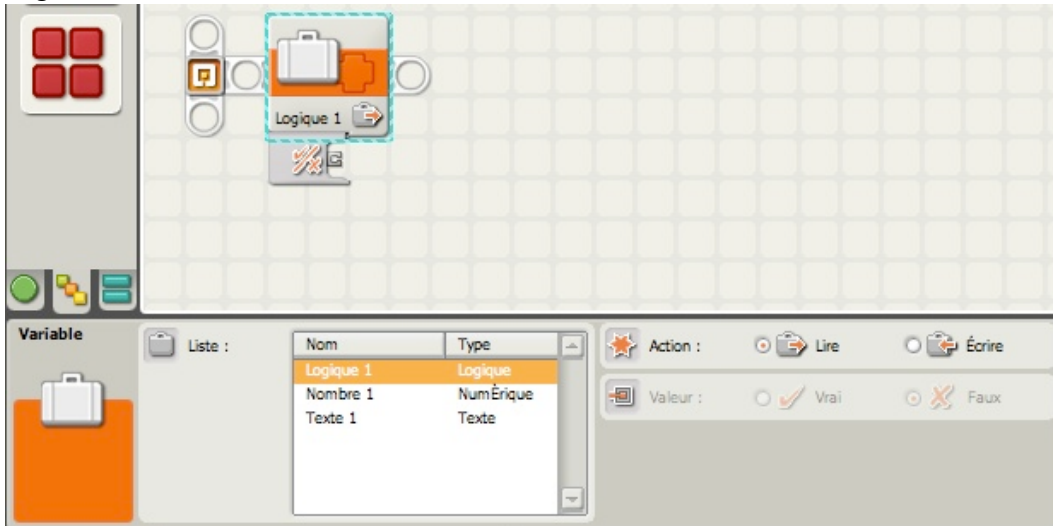 Logique 1
Variable
Liste :
Nom Type
Logique 1 Logique
Nombre 1 NumÈrique
Texte 1 Texte
Action : Lire Écrire
Valeur : Vrai Faux